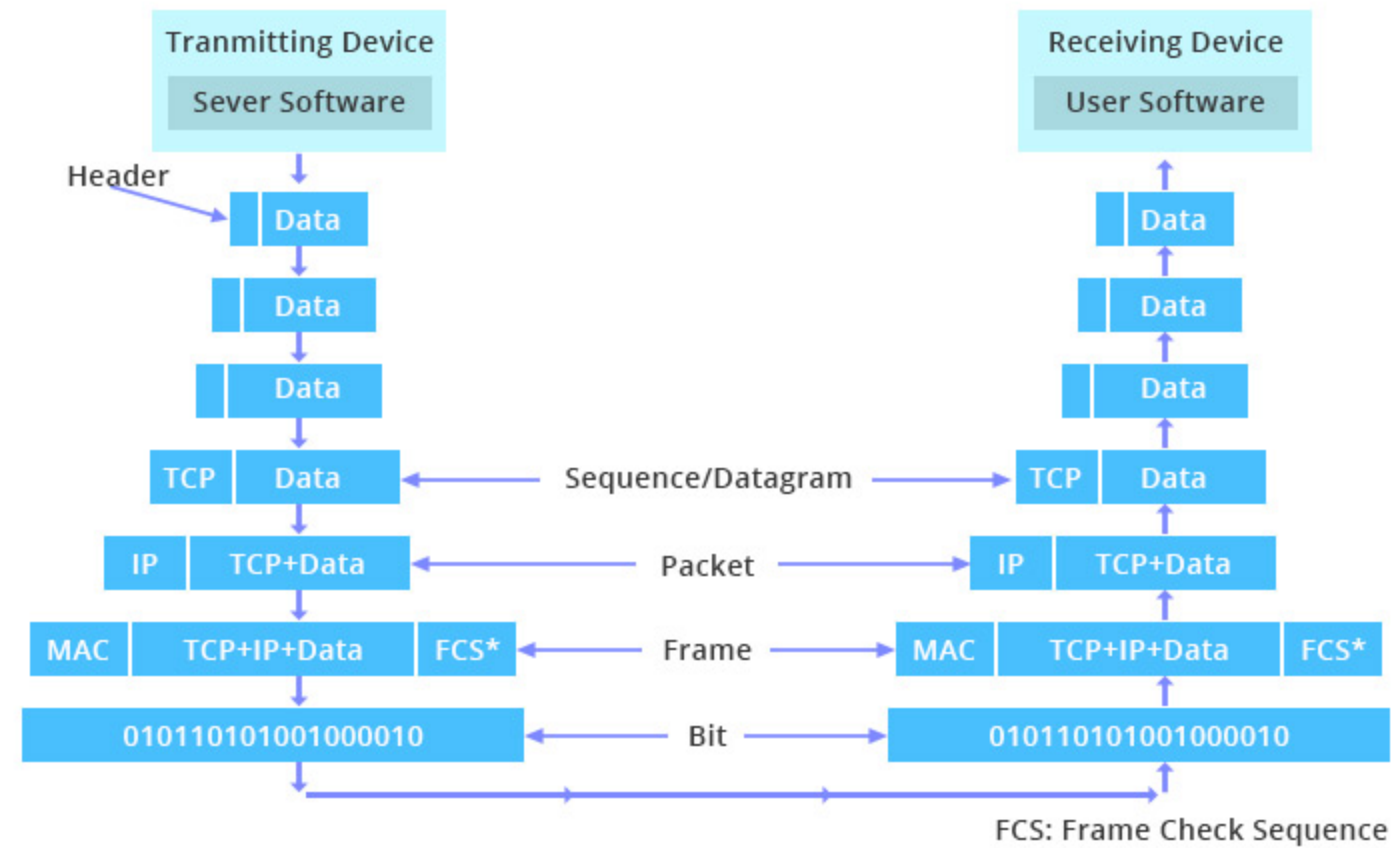 Tranmitting Device
Receiving Device
Sever Software
User Software
Header
Data
Data
Data
Data
Data
Data
TCP Data
Sequence/Datagram
TCP Data
IP TCP+Data
Packet
IP TCP+Data
MAC TCP+IP+Data FCS*
Frame
MAC TCP+IP+Data FCS*
010110101001000010
Bit
010110101001000010
FCS: Frame Check Sequence